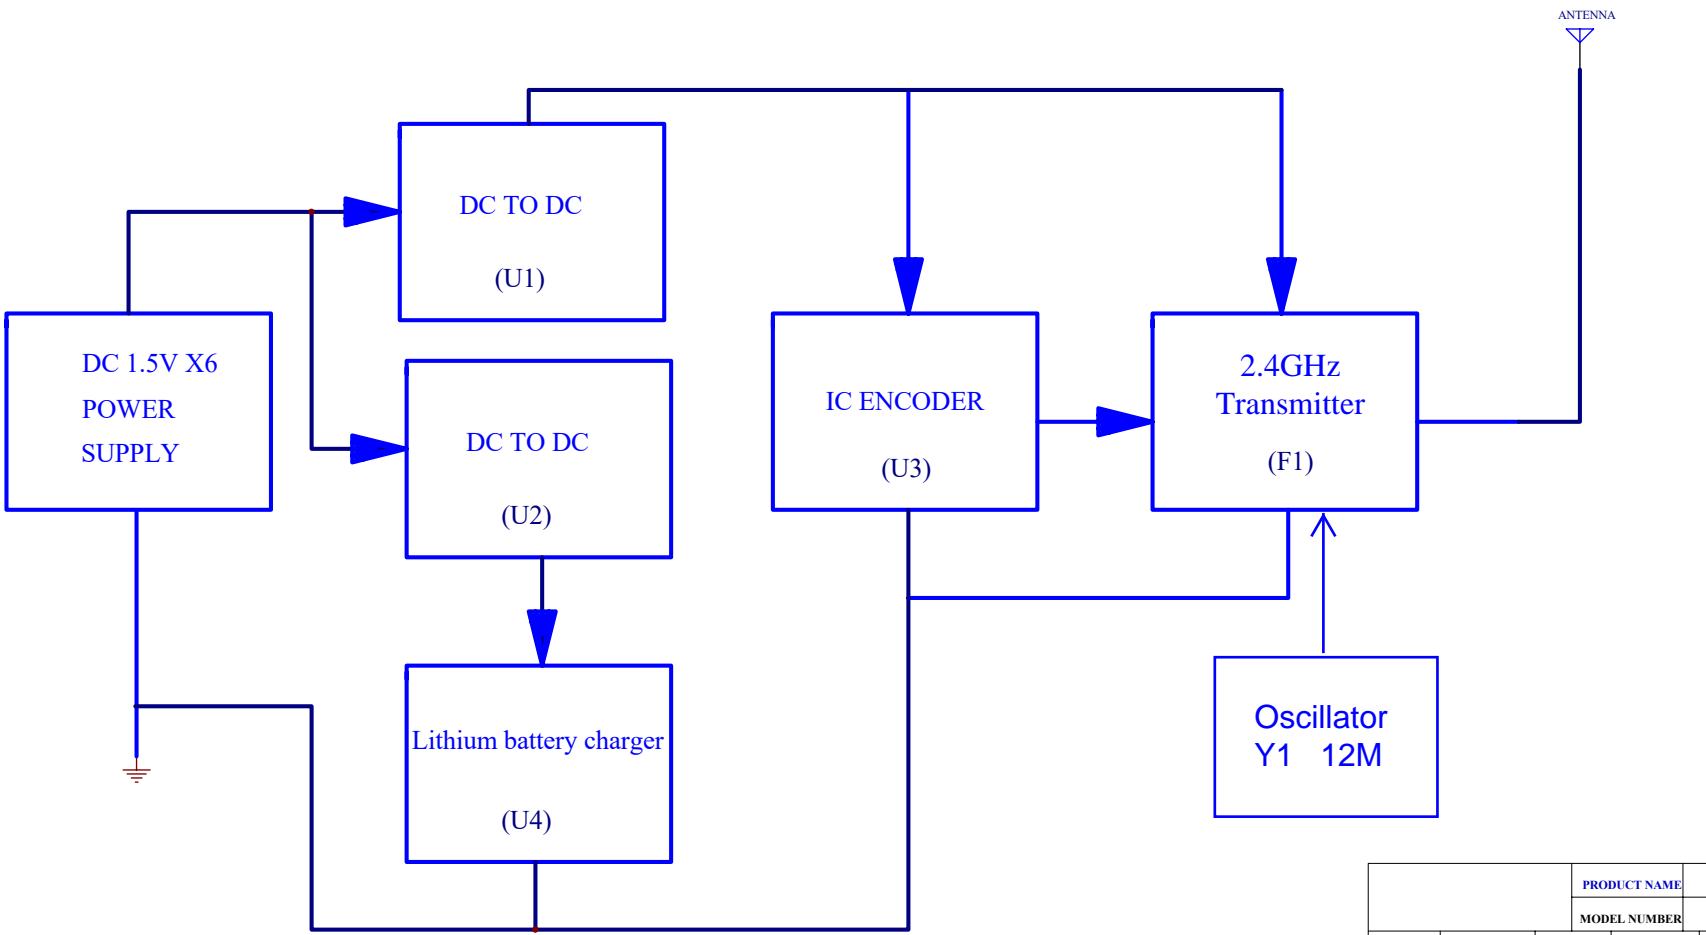 ANTENNA
DC TO DC
(U1)
DC 1.5V X6
POWER
SUPPLY
DC TO DC
(U2)
IC ENCODER
(U3)
2.4GHz
Transmitter
(F1)
Lithium battery charger
(U4)
Oscillator
Y1 12M
PRODUCT NAME
MODEL NUMBER